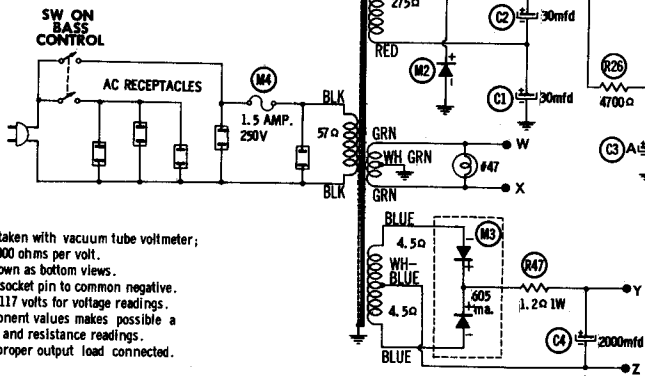 SW ON
BASS
CONTROL
AC RECEPTACLES
M4
1.5 AMP.
250V
BLK
57Ω
BLK
275Ω
RED
M2
C2
30mfd
C1
30mfd
R26
4700Ω
C3
A
GRN
WH GRN
GRN
#47
W
X
BLUE
4.5Ω
WH-
BLUE
4.5Ω
BLUE
M3
605
ma.
R47
1.2Ω 1W
C4
2000mfd
Y
Z
taken with vacuum tube voltmeter;
000 ohms per volt.
own as bottom views.
socket pin to common negative.
117 volts for voltage readings.
onent values makes possible a
and resistance readings.
proper output load connected.